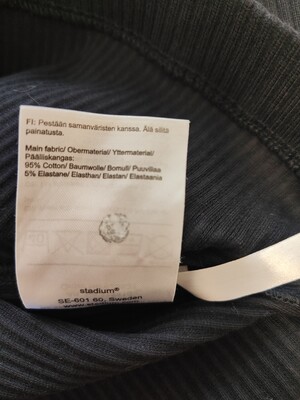 FI: Pestään samanväristen kanssa. Älä silitä
painatusta.
Main fabric/ Obermaterial/ Yttermaterial/
Päälliskangas:
95% Cotton/ Baumwolle/ Bomull/ Puuvillaa
5% Elastane/ Elasthan/ Elastan/ Elastaania
stadium®
SE-601 60, Sweden